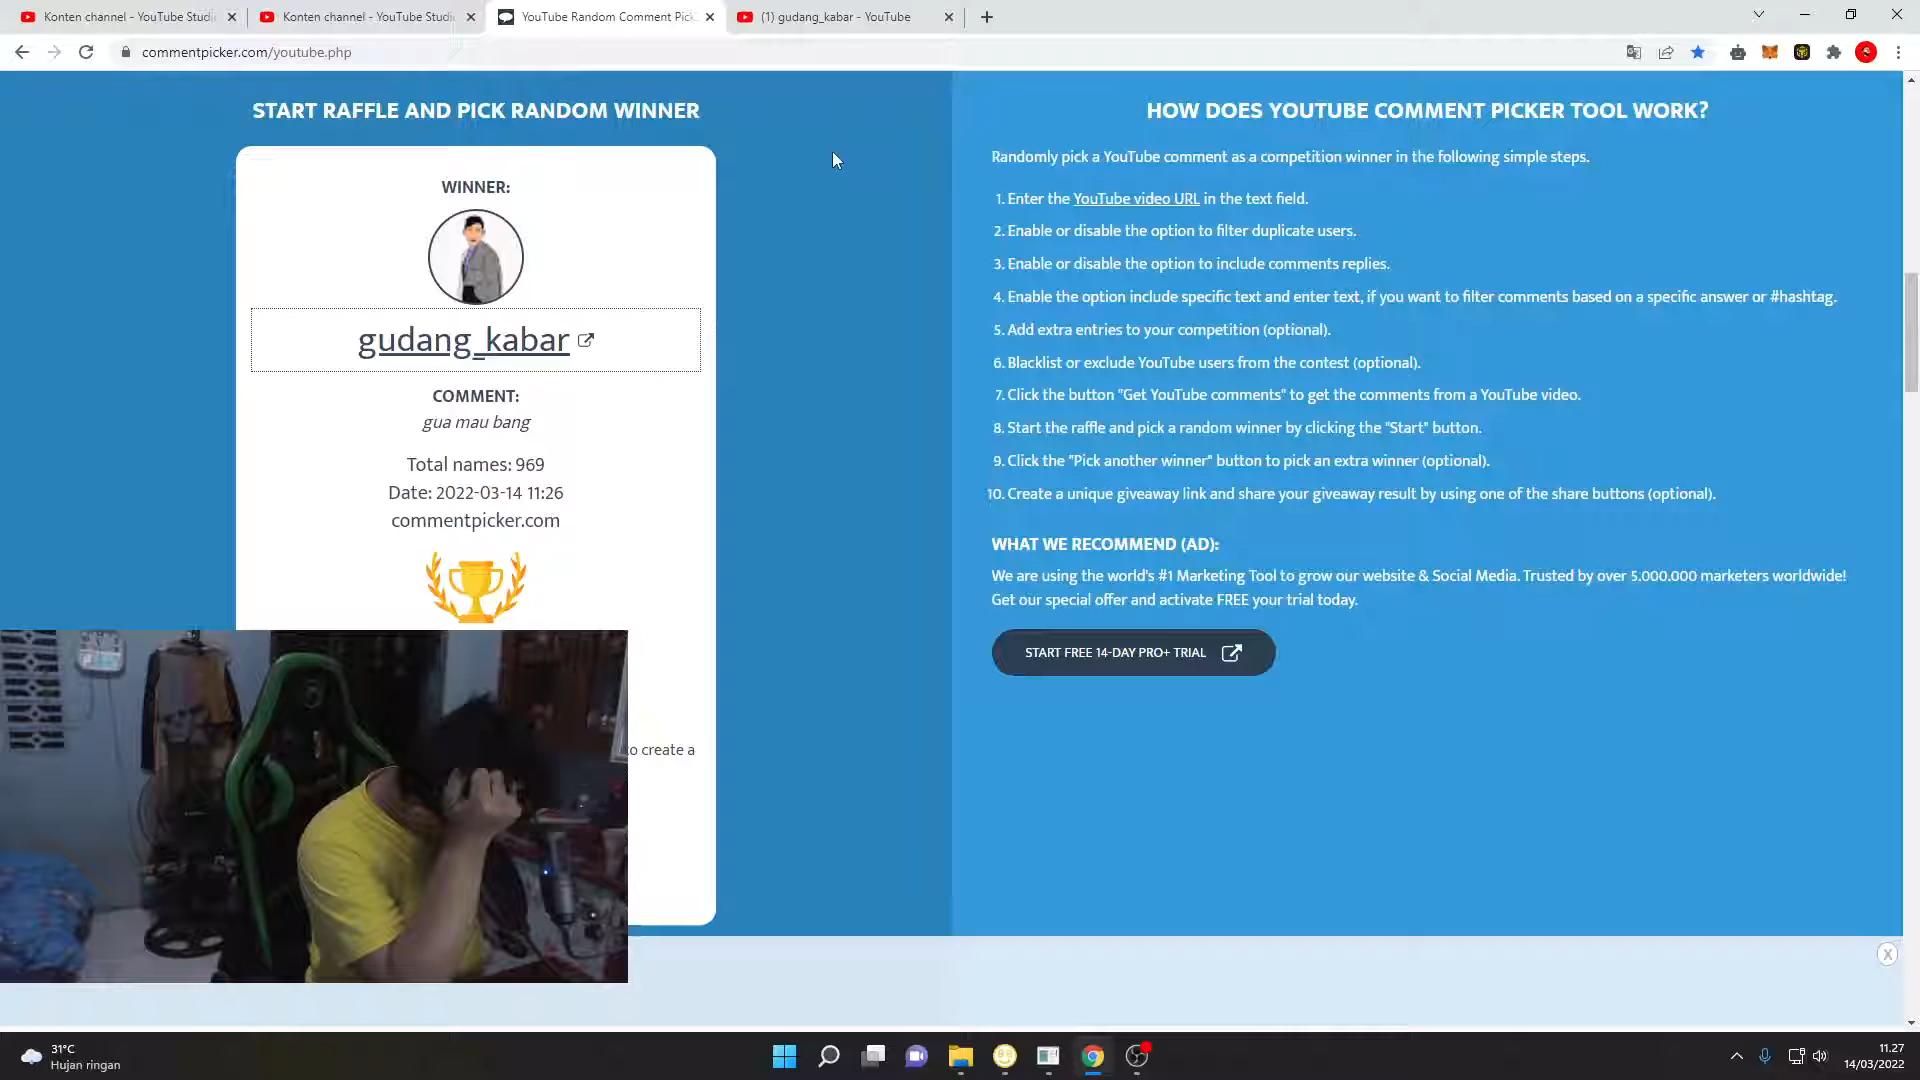 Konten channel - YouTube Studi
Konten channel - YouTube Studi
YouTube Random Comment Pick
(1) gudang_kabar - YouTube
commentpicker.com/youtube.php
START RAFFLE AND PICK RANDOM WINNER
WINNER:
gudang_kabar
COMMENT:
gua mau bang
Total names: 969
Date: 2022-03-14 11:26
commentpicker.com
to create a
HOW DOES YOUTUBE COMMENT PICKER TOOL WORK?
Randomly pick a YouTube comment as a competition winner in the following simple steps.
1. Enter the YouTube video URL in the text field.
2. Enable or disable the option to filter duplicate users.
3. Enable or disable the option to include comments replies.
4. Enable the option include specific text and enter text, if you want to filter comments based on a specific answer or #hashtag.
5. Add extra entries to your competition (optional).
6. Blacklist or exclude YouTube users from the contest (optional).
7. Click the button "Get YouTube comments" to get the comments from a YouTube video.
8. Start the raffle and pick a random winner by clicking the "Start" button.
9. Click the "Pick another winner" button to pick an extra winner (optional).
10. Create a unique giveaway link and share your giveaway result by using one of the share buttons (optional).
WHAT WE RECOMMEND (AD):
We are using the world's #1 Marketing Tool to grow our website & Social Media. Trusted by over 5.000.000 marketers worldwide!
Get our special offer and activate FREE your trial today.
START FREE 14-DAY PRO+ TRIAL
X
31°C
Hujan ringan
11.27
14/03/2022